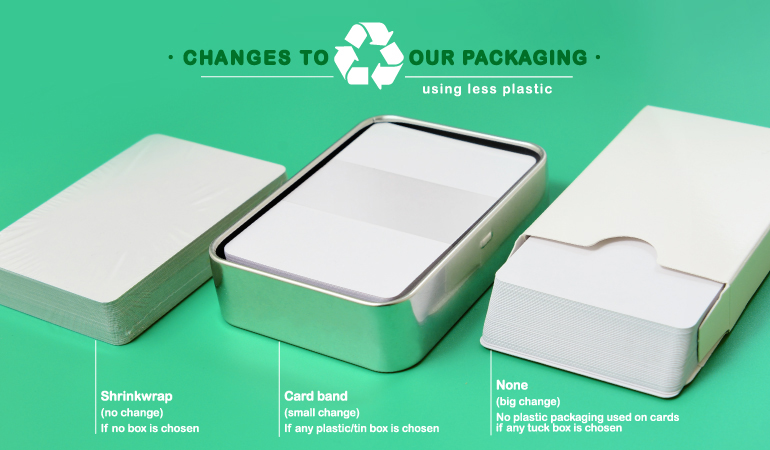 • CHANGES TO OUR PACKAGING •
using less plastic
Shrinkwrap
(no change)
If no box is chosen
Card band
(small change)
If any plastic/tin box is chosen
None
(big change)
No plastic packaging used on cards
if any tuck box is chosen